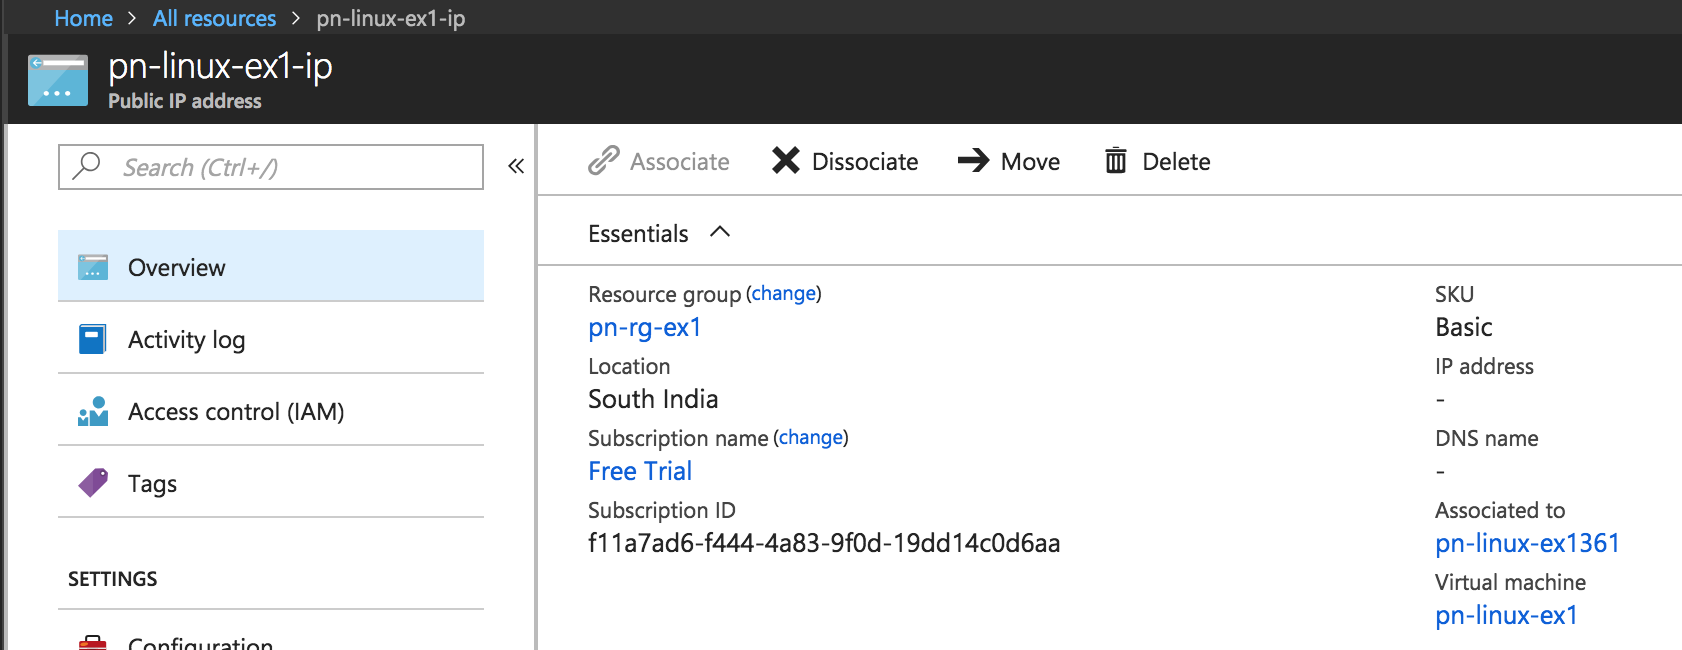 Home > All resources > pn-linux-ex1-ip
pn-linux-ex1-ip
Public IP address
Search (Ctrl+/)
«
Overview
Activity log
Access control (IAM)
Tags
SETTINGS
Configuration
Associate Dissociate Move Delete
Essentials
Resource group (change)
pn-rg-ex1
Location
South India
Subscription name (change)
Free Trial
Subscription ID
f11a7ad6-f444-4a83-9f0d-19dd14c0d6aa
SKU
Basic
IP address
-
DNS name
-
Associated to
pn-linux-ex1361
Virtual machine
pn-linux-ex1